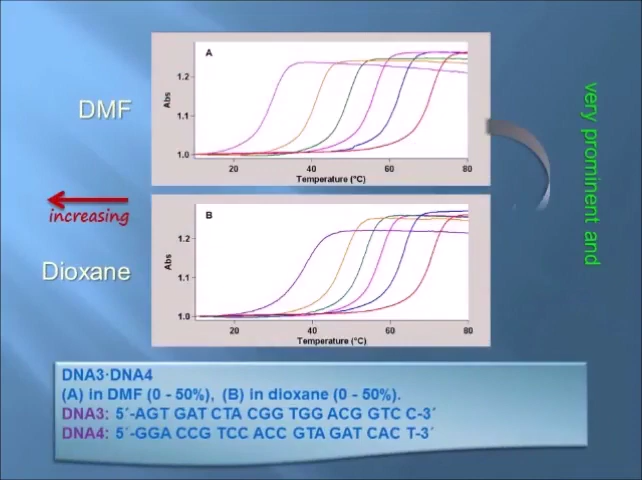 A
DMF
Abs
1.2
1.1
1.0
20 40 60 80
Temperature (°C)
very prominent and
increasing
B
Dioxane
Abs
1.2
1.1
1.0
20 40 60 80
Temperature (°C)
DNA3·DNA4
(A) in DMF (0 - 50%), (B) in dioxane (0 - 50%).
DNA3: 5´-AGT GAT CTA CGG TGG ACG GTC C-3´
DNA4: 5´-GGA CCG TCC ACC GTA GAT CAC T-3´